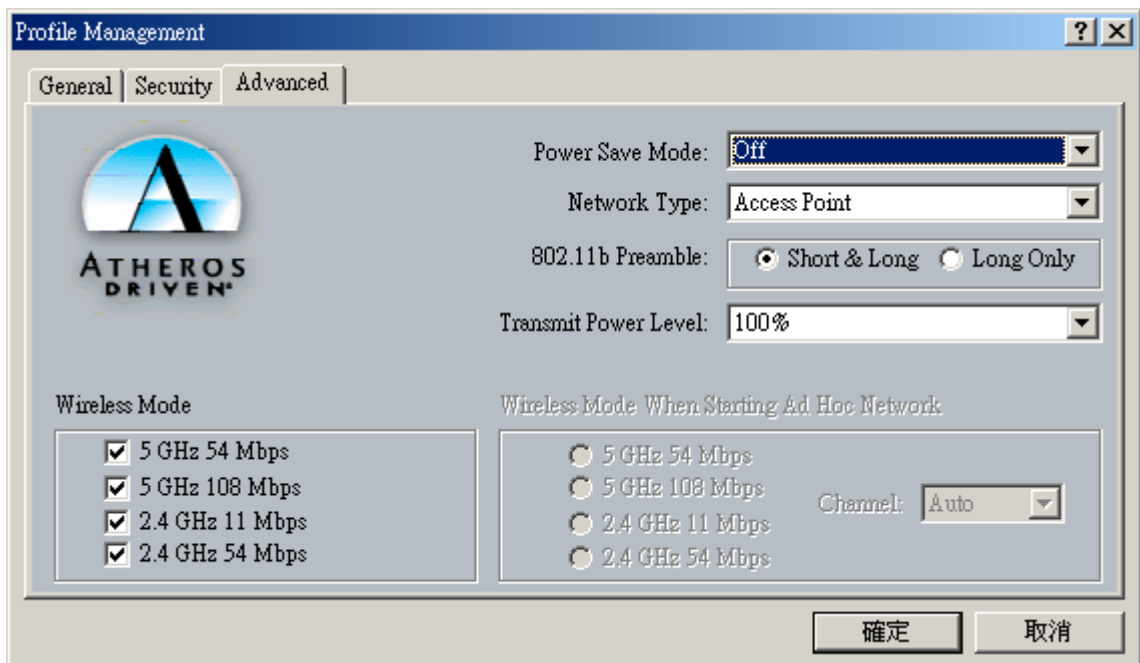 Profile Management
General Security Advanced
ATHEROS
DRIVEN
Power Save Mode: Off
Network Type: Access Point
802.11b Preamble: Short & Long Long Only
Transmit Power Level: 100%
Wireless Mode
5 GHz 54 Mbps
5 GHz 108 Mbps
2.4 GHz 11 Mbps
2.4 GHz 54 Mbps
Wireless Mode When Starting Ad Hoc Network
5 GHz 54 Mbps
5 GHz 108 Mbps
2.4 GHz 11 Mbps
2.4 GHz 54 Mbps
Channel: Auto
確定 取消